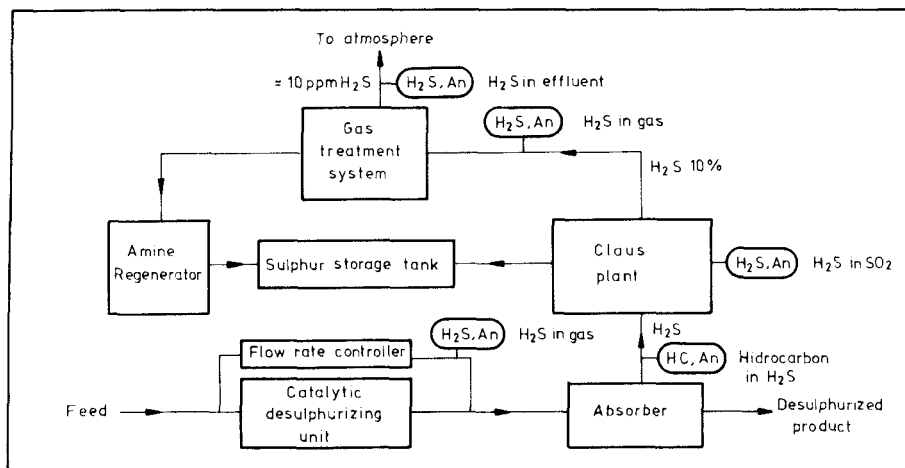 To atmosphere
≈ 10 ppm H₂S
H₂S, An
H₂S in effluent
H₂S, An
H₂S in gas
Gas
treatment
system
H₂S 10%
Amine
Regenerator
Sulphur storage tank
Claus
plant
H₂S, An
H₂S in SO₂
H₂S, An
H₂S in gas
H₂S
Flow rate controller
HC, An
Hidrocarbon
in H₂S
Feed
Catalytic
desulphurizing
unit
Absorber
Desulphurized
product